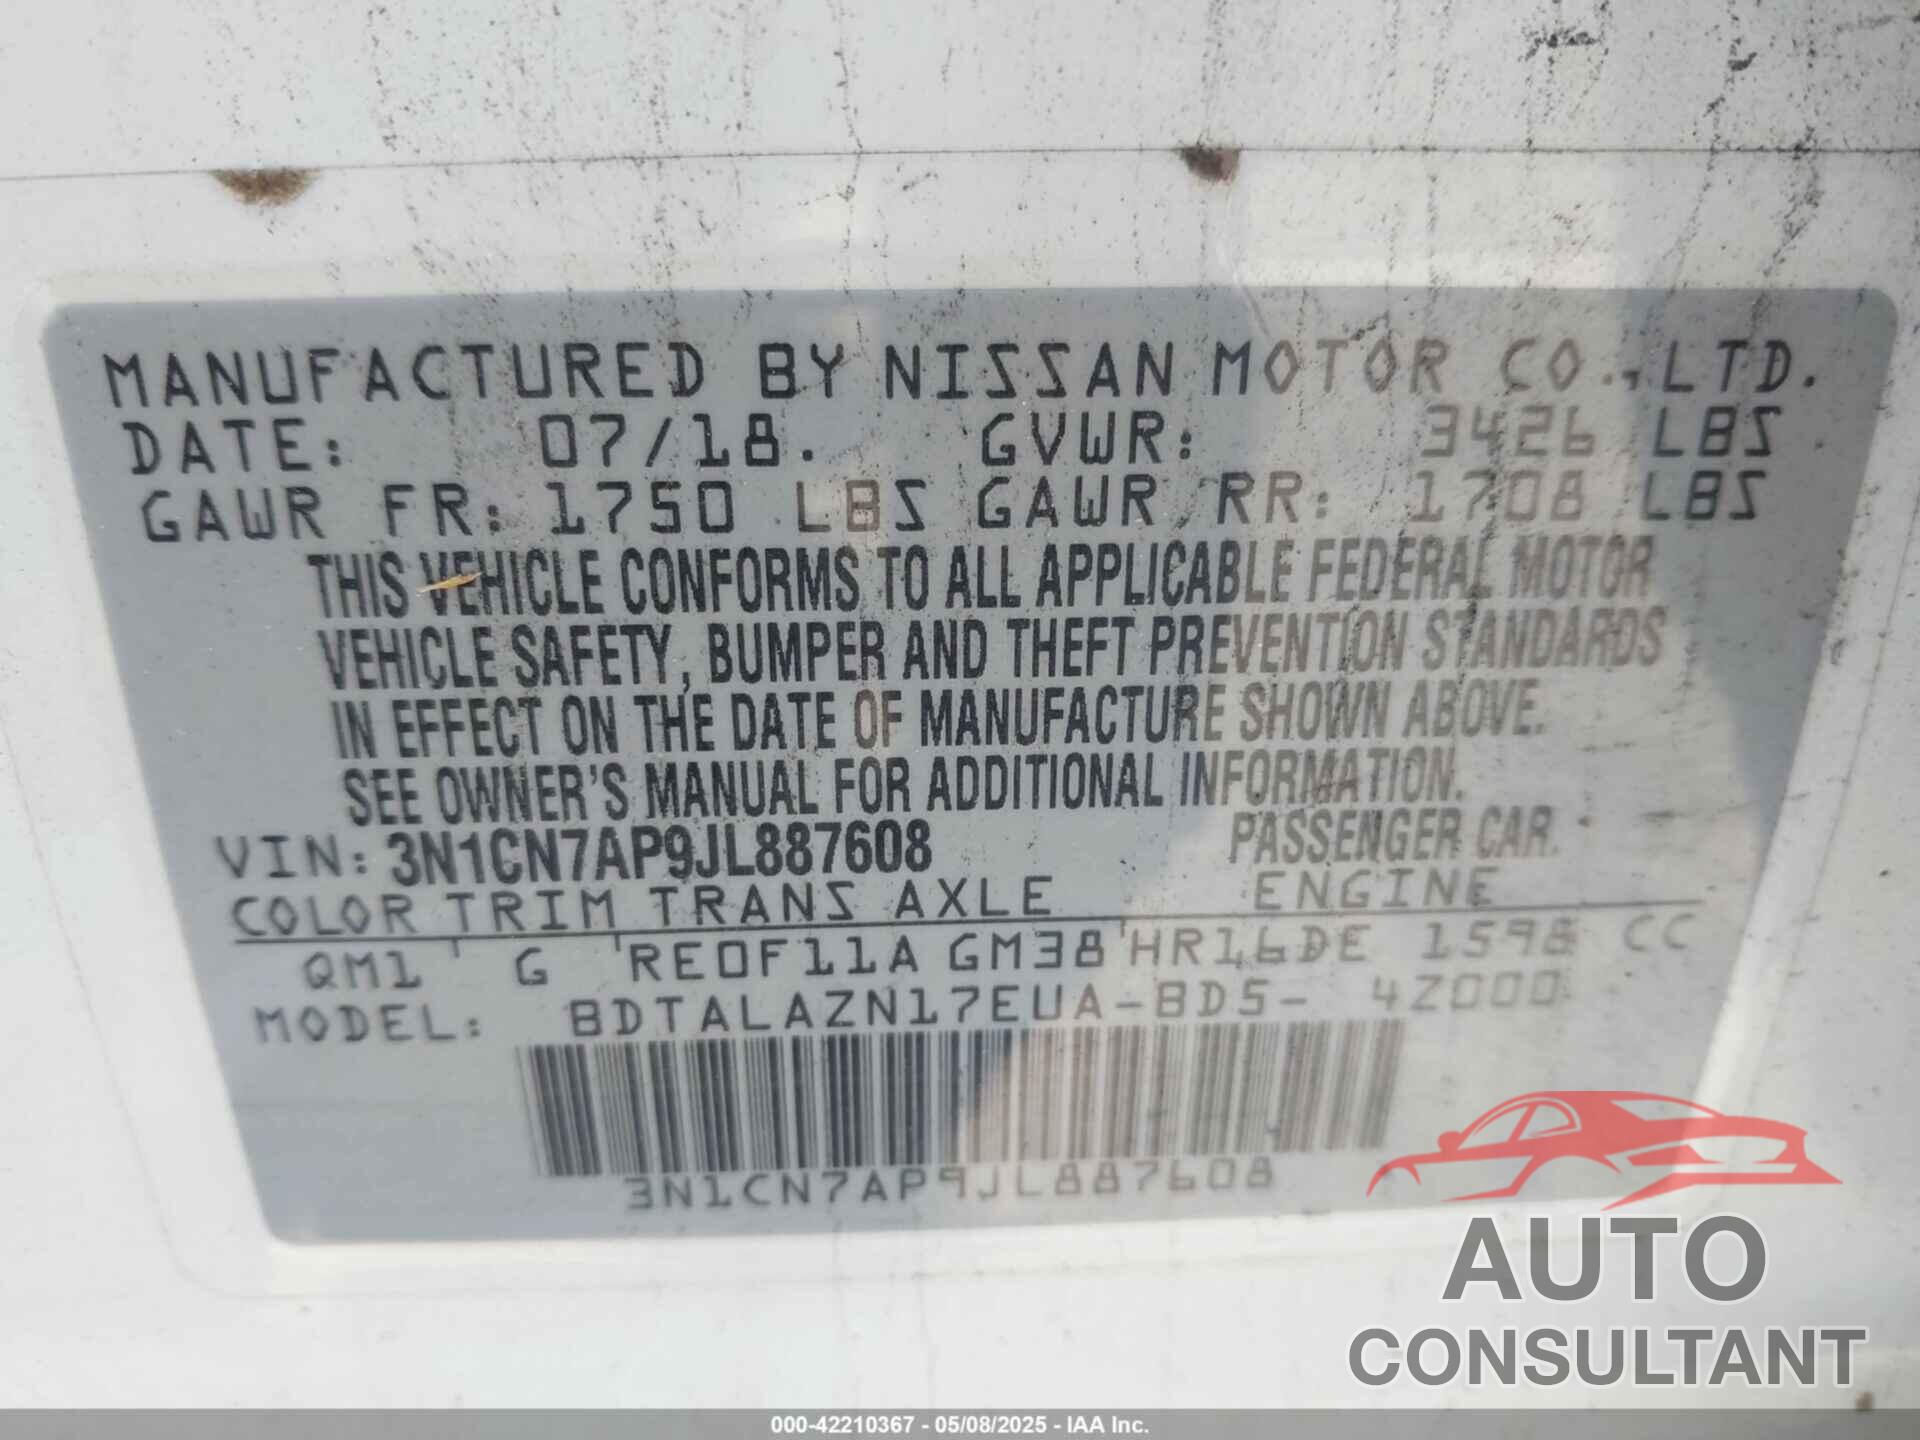 MANUFACTURED BY NISSAN MOTOR CO., LTD.
DATE: 07/18. GVWR: 3426 LBS
GAWR FR: 1750 LBS GAWR RR: 1708 LBS
THIS VEHICLE CONFORMS TO ALL APPLICABLE FEDERAL MOTOR
VEHICLE SAFETY, BUMPER AND THEFT PREVENTION STANDARDS
IN EFFECT ON THE DATE OF MANUFACTURE SHOWN ABOVE.
SEE OWNER'S MANUAL FOR ADDITIONAL INFORMATION.
VIN: 3N1CN7AP9JL887608 PASSENGER CAR
COLOR TRIM TRANS AXLE ENGINE
QM1 G RE0F11A GM38 HR16DE 1598 CC
MODEL: BDTALAZN17EUA-BD5- 4Z000
3N1CN7AP9JL887608
AUTO
CONSULTANT
000-42210367 - 05/08/2025 - IAA Inc.